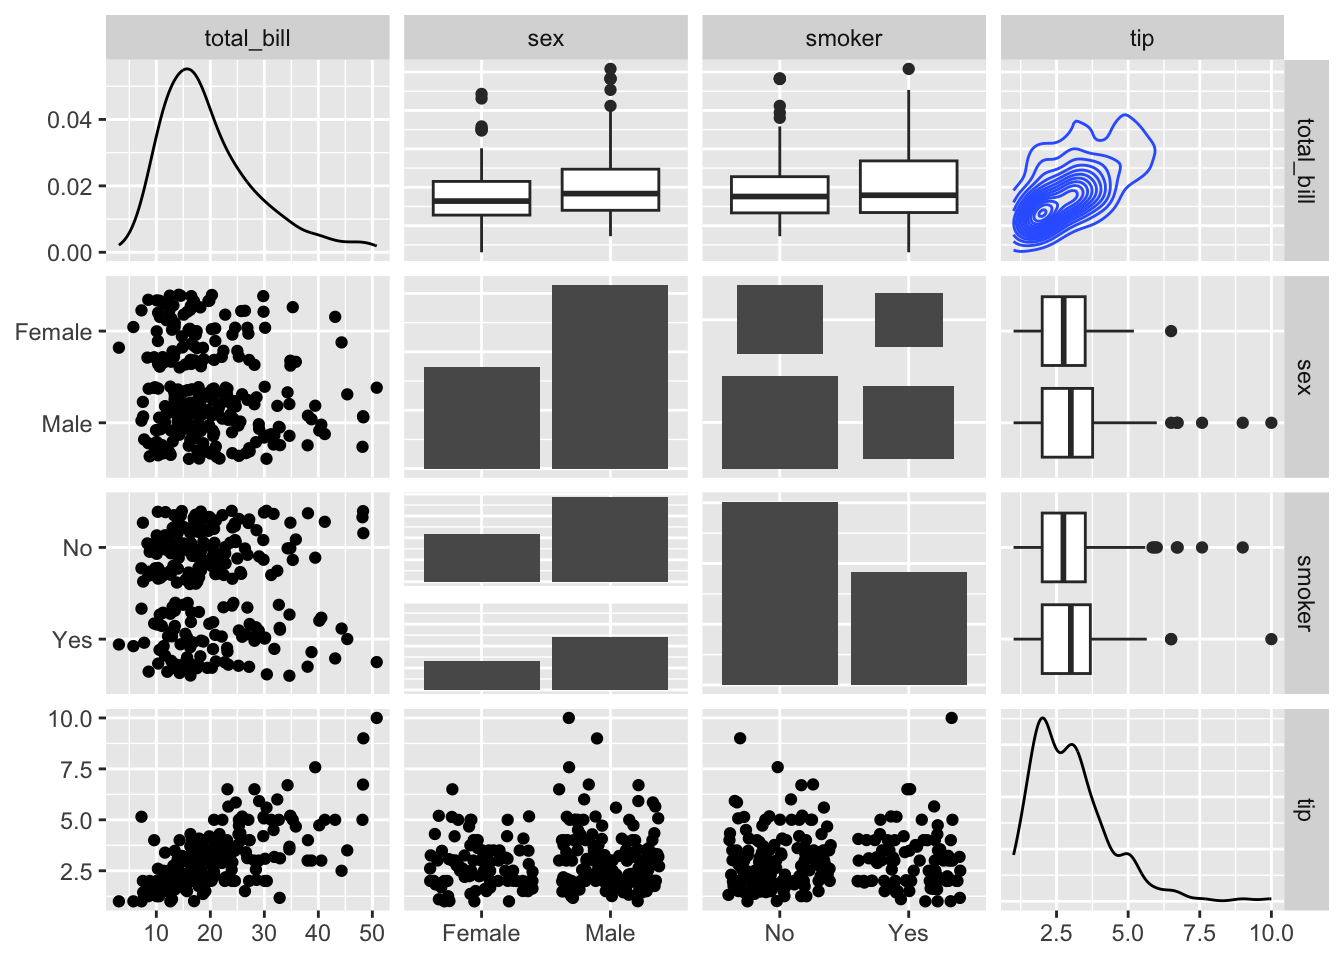 total_bill sex smoker tip
0.04
0.02
0.00
total_bill
Female
Male
sex
No
Yes
smoker
10.0
7.5
5.0
2.5
tip
10 20 30 40 50 Female Male No Yes 2.5 5.0 7.5 10.0